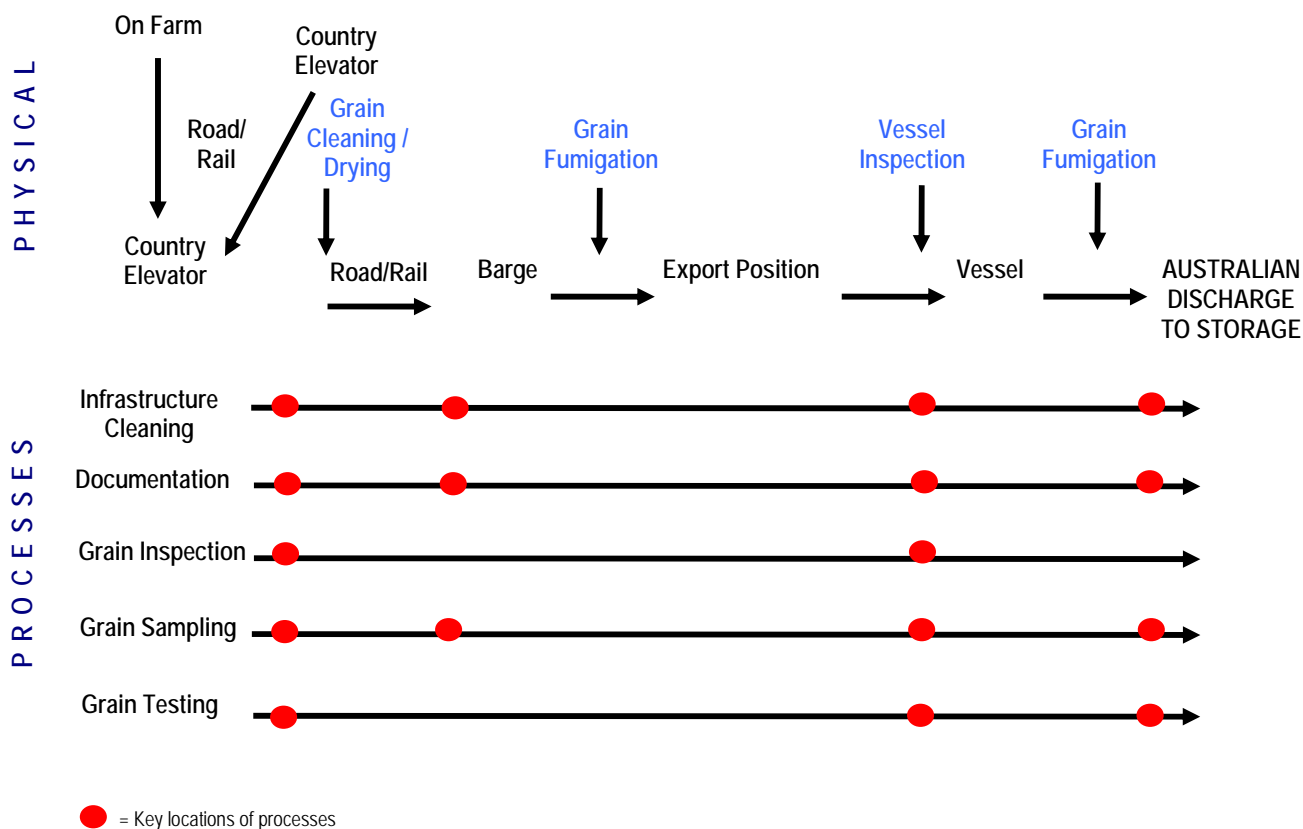 PHYSICAL
On Farm
Country
Elevator
Road/
Rail
Grain
Cleaning /
Drying
Grain
Fumigation
Vessel
Inspection
Grain
Fumigation
Country
Elevator
Road/Rail
Barge
Export Position
Vessel
AUSTRALIAN
DISCHARGE
TO STORAGE
PROCESSES
Infrastructure
Cleaning
Documentation
Grain Inspection
Grain Sampling
Grain Testing
= Key locations of processes